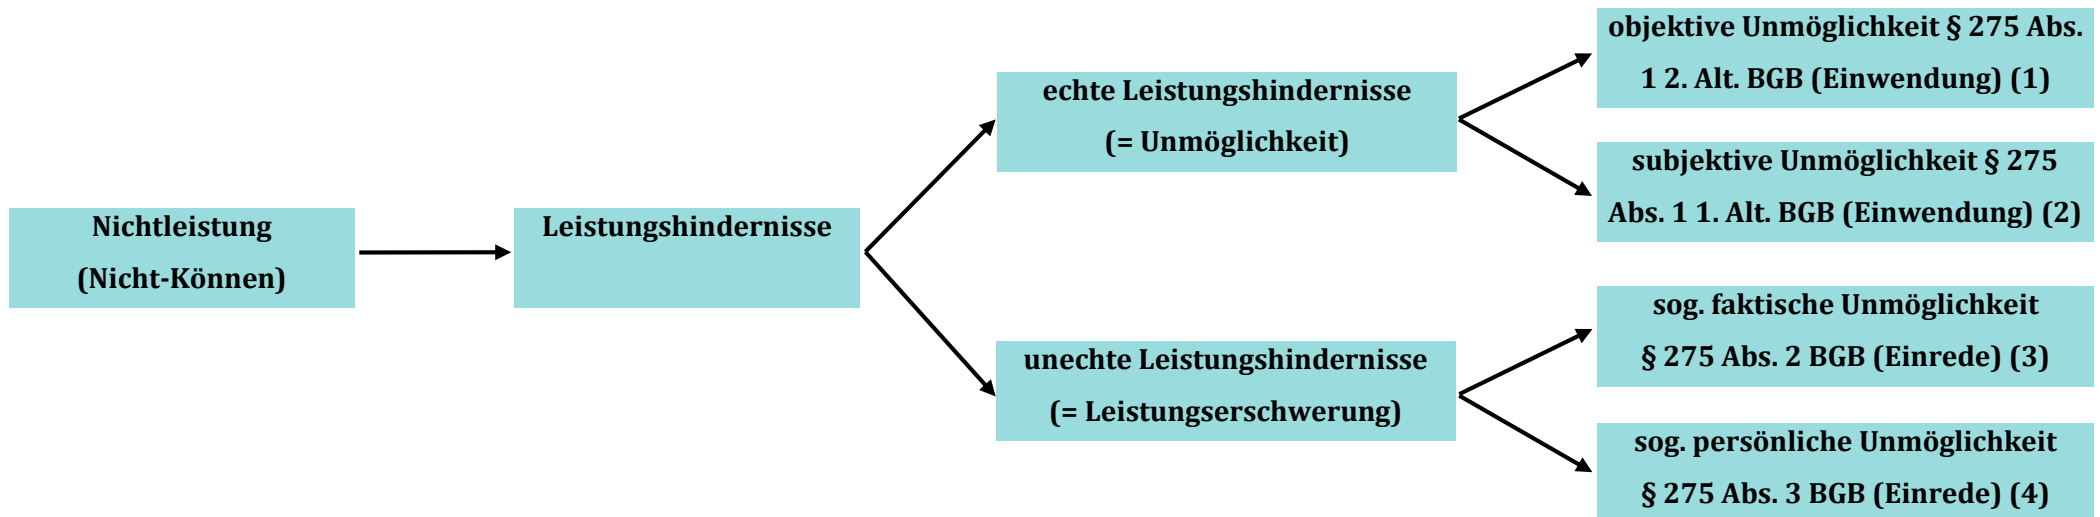 Nichtleistung
(Nicht-Können)
Leistungshindernisse
echte Leistungshindernisse
(= Unmöglichkeit)
unechte Leistungshindernisse
(= Leistungserschwerung)
objektive Unmöglichkeit § 275 Abs.
1 2. Alt. BGB (Einwendung) (1)
subjektive Unmöglichkeit § 275
Abs. 1 1. Alt. BGB (Einwendung) (2)
sog. faktische Unmöglichkeit
§ 275 Abs. 2 BGB (Einrede) (3)
sog. persönliche Unmöglichkeit
§ 275 Abs. 3 BGB (Einrede) (4)